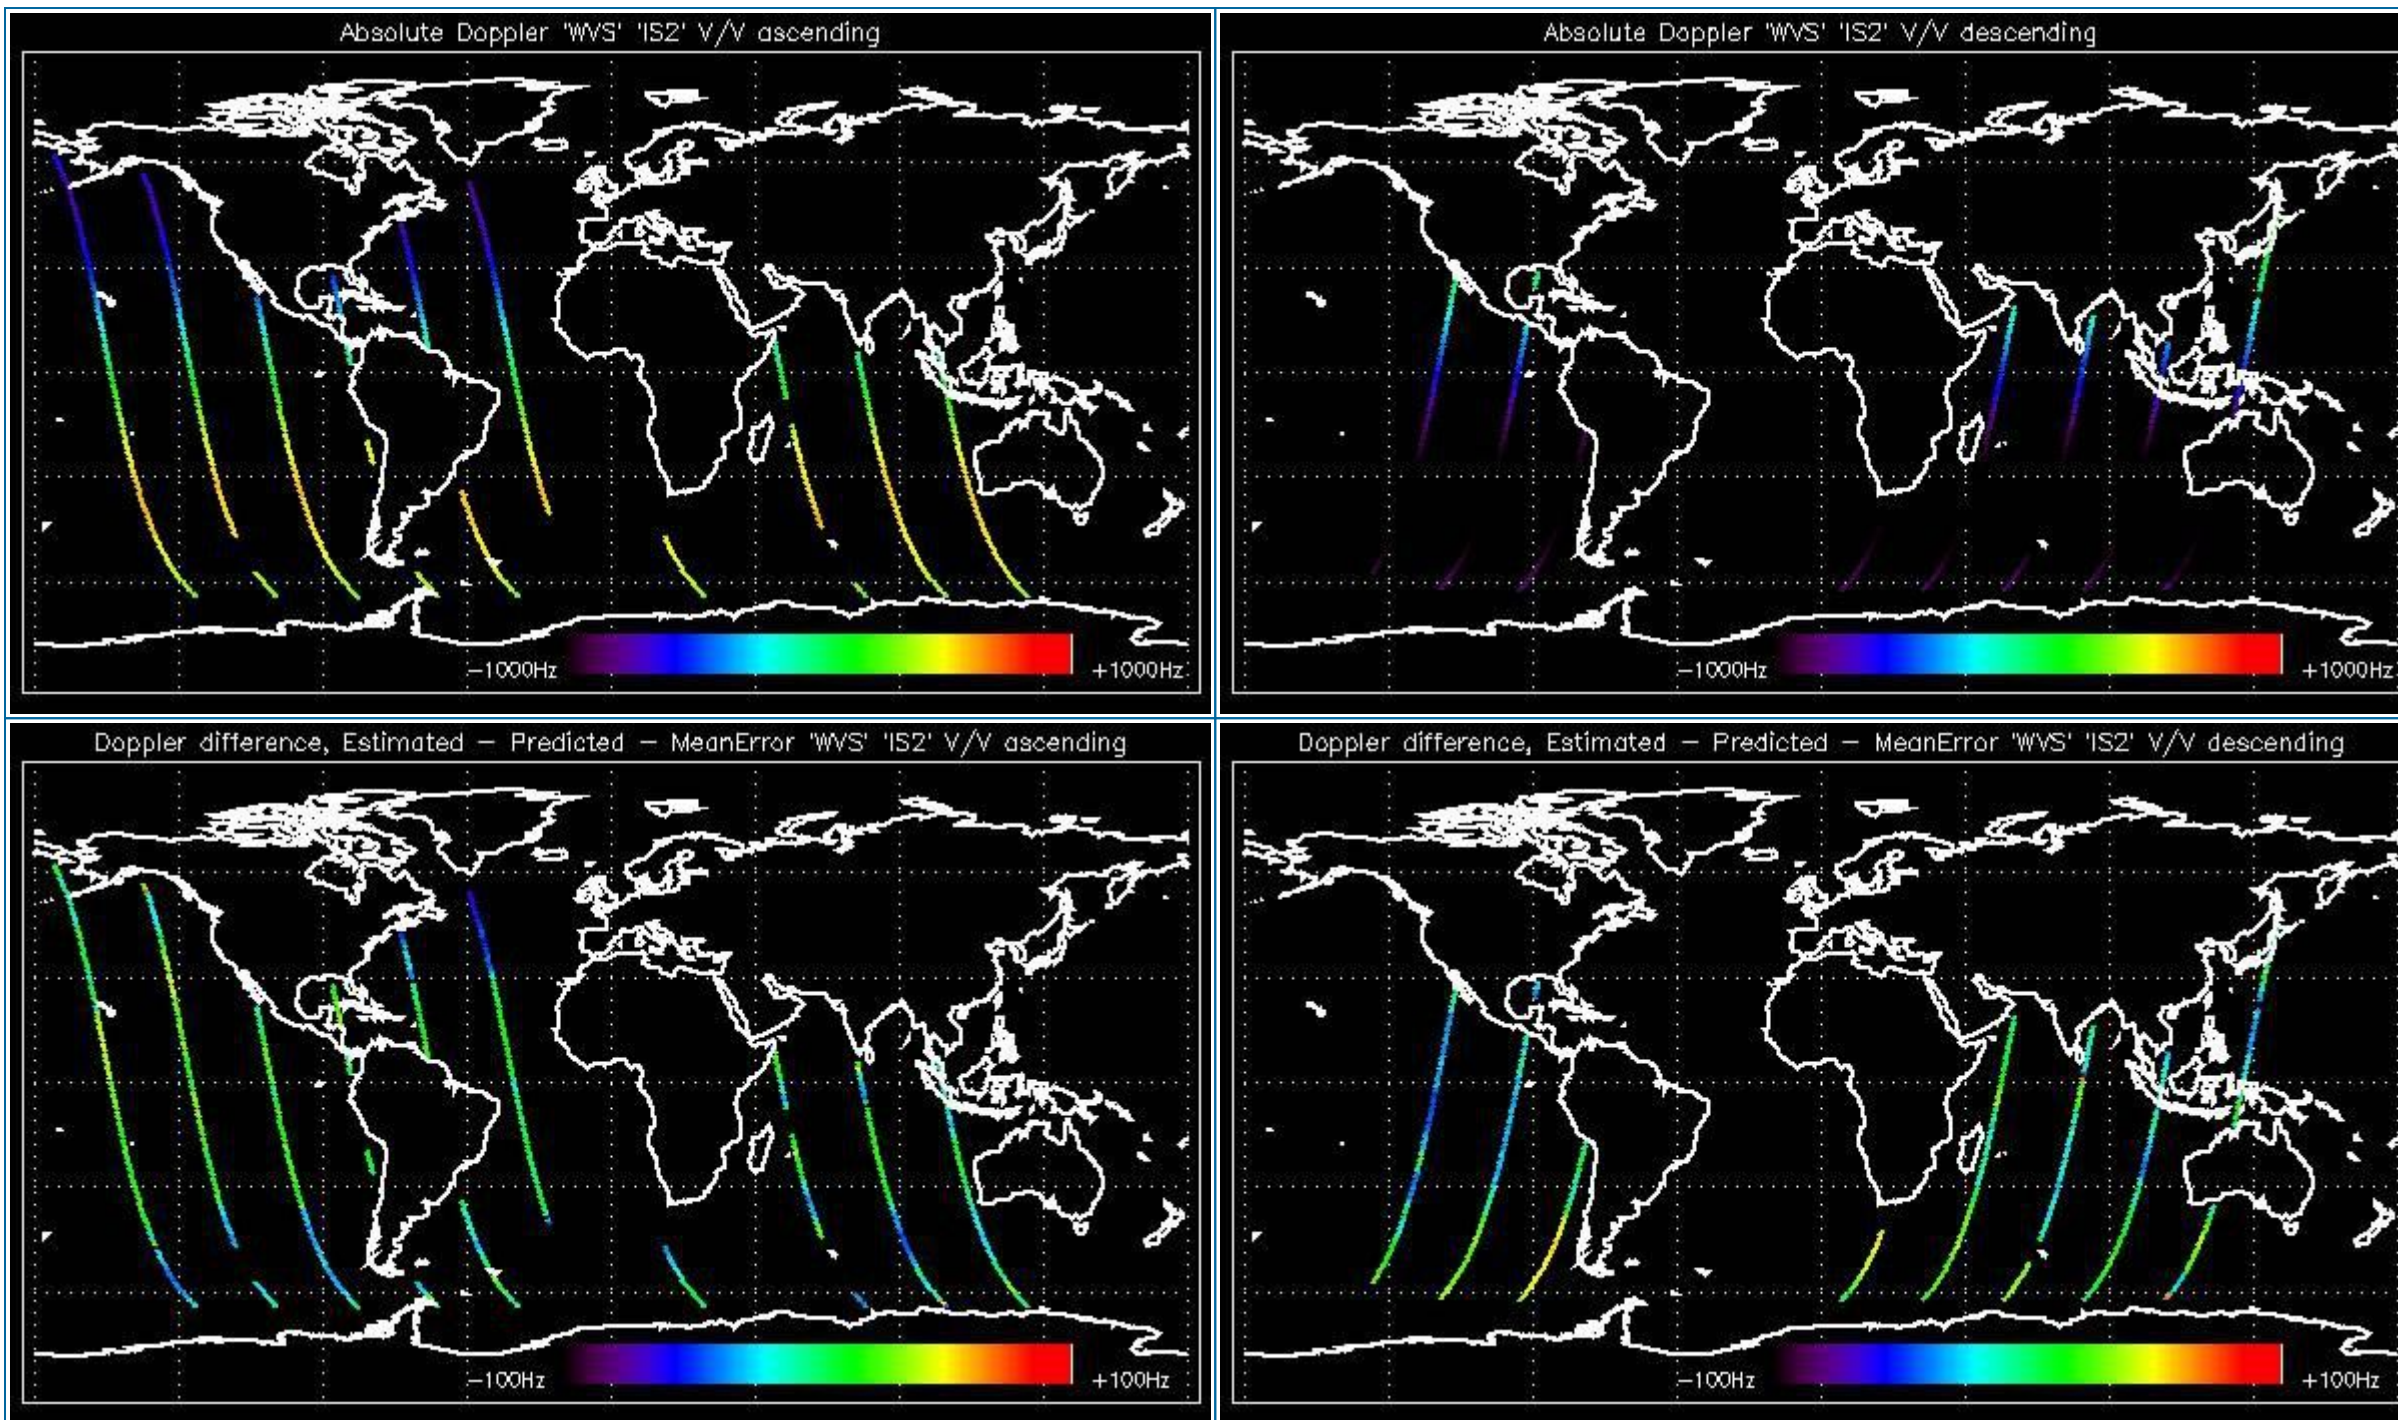 Absolute Doppler 'WVS' 'IS2' V/V ascending
-1000Hz
+1000Hz
Absolute Doppler 'WVS' 'IS2' V/V descending
-1000Hz
+1000Hz
Doppler difference, Estimated - Predicted - MeanError 'WVS' 'IS2' V/V ascending
-100Hz
+100Hz
Doppler difference, Estimated - Predicted - MeanError 'WVS' 'IS2' V/V descending
-100Hz
+100Hz